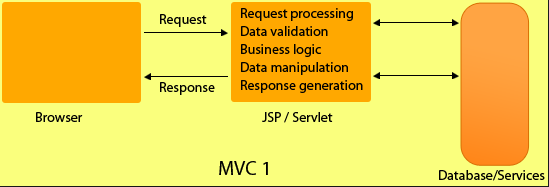 Request
Request processing
Data validation
Business logic
Data manipulation
Response generation
Response
Browser
JSP / Servlet
MVC 1
Database/Services